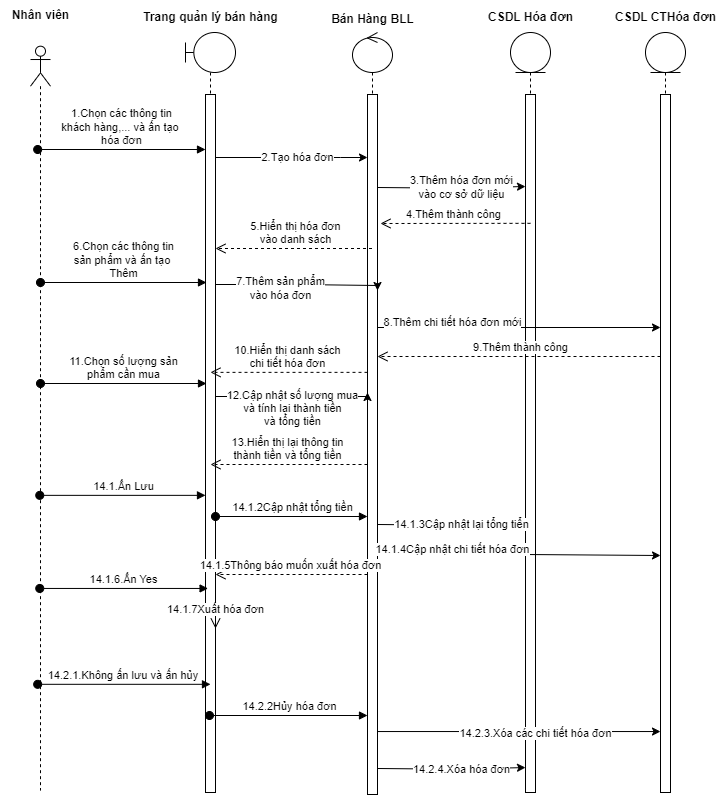 Nhân viên
Trang quản lý bán hàng
Bán Hàng BLL
CSDL Hóa đơn
CSDL CTHóa đơn
1.Chọn các thông tin
khách hàng,... và ấn tạo
hóa đơn
2.Tạo hóa đơn
3.Thêm hóa đơn mới
vào cơ sở dữ liệu
4.Thêm thành công
5.Hiển thị hóa đơn
vào danh sách
6.Chọn các thông tin
sản phẩm và ấn tạo
Thêm
7.Thêm sản phẩm
vào hóa đơn
8.Thêm chi tiết hóa đơn mới
9.Thêm thành công
10.Hiển thị danh sách
chi tiết hóa đơn
11.Chọn số lượng sản
phẩm cần mua
12.Cập nhật số lượng mua
và tính lại thành tiền
và tổng tiền
13.Hiển lại thông tin
thành tiền và tổng tiền
14.1.Ấn Lưu
14.1.2Cập nhật tổng tiền
14.1.3Cập nhật lại tổng tiền
14.1.4Cập nhật chi tiết hóa đơn
14.1.5Thông báo muốn xuất hóa đơn
14.1.6.Ấn Yes
14.1.7Xuất hóa đơn
14.2.1.Không ấn lưu và ấn hủy
14.2.2Hủy hóa đơn
14.2.3.Xóa các chi tiết hóa đơn
14.2.4.Xóa hóa đơn